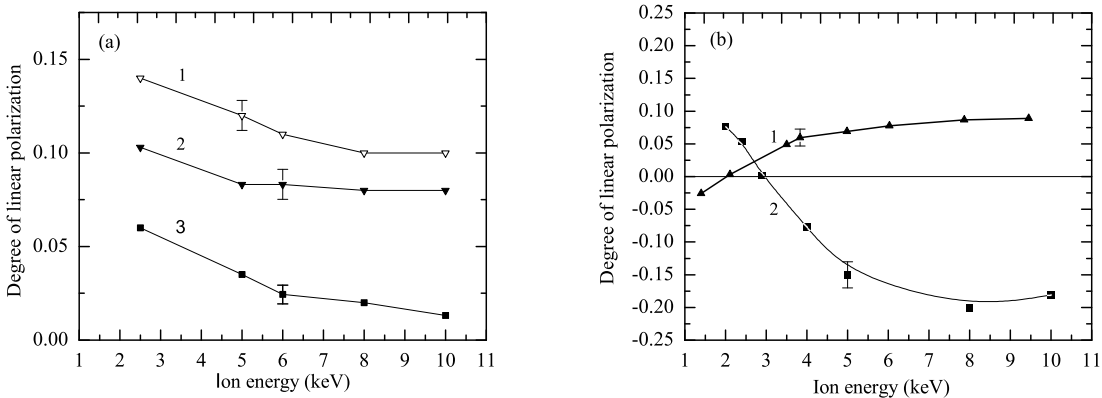 (a)
Degree of linear polarization
0.15
0.10
0.05
0.00
1
2
3
1 2 3 4 5 6 7 8 9 10 11
Ion energy (keV)
(b)
Degree of linear polarization
0.25
0.20
0.15
0.10
0.05
0.00
-0.05
-0.10
-0.15
-0.20
-0.25
1
2
1 2 3 4 5 6 7 8 9 10 11
Ion energy (keV)